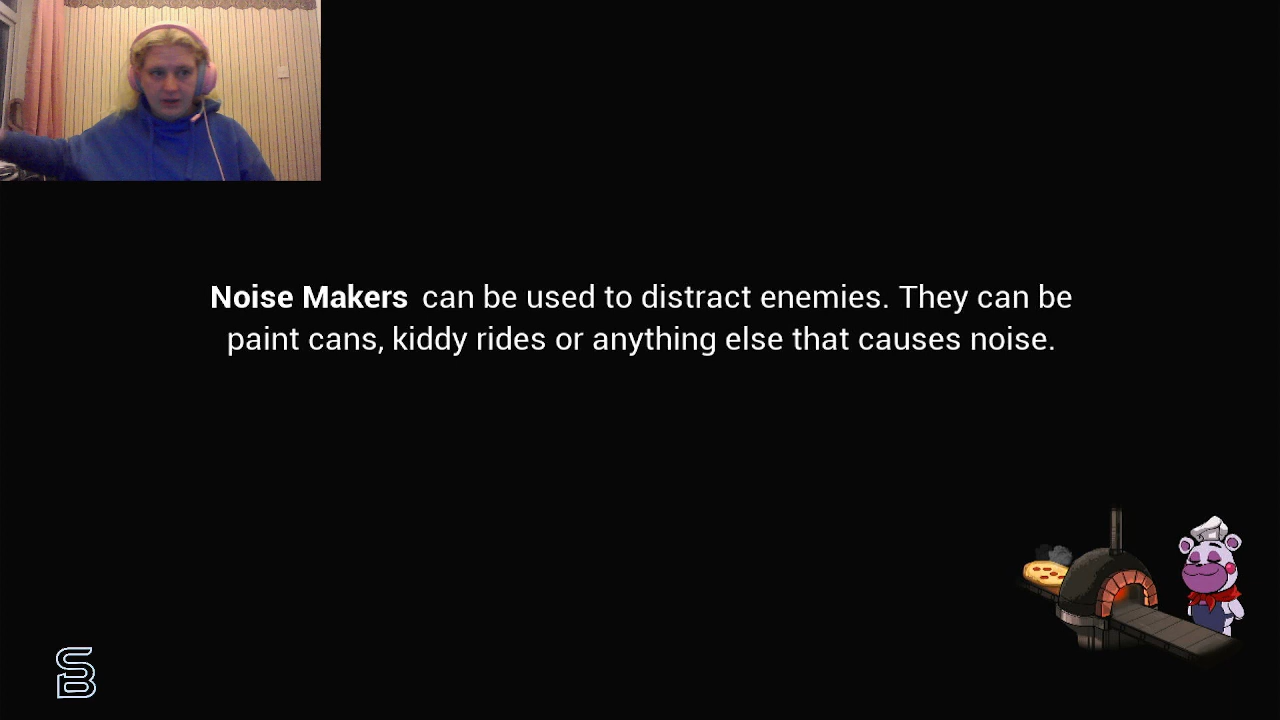 Noise Makers can be used to distract enemies. They can be
paint cans, kiddy rides or anything else that causes noise.
SB